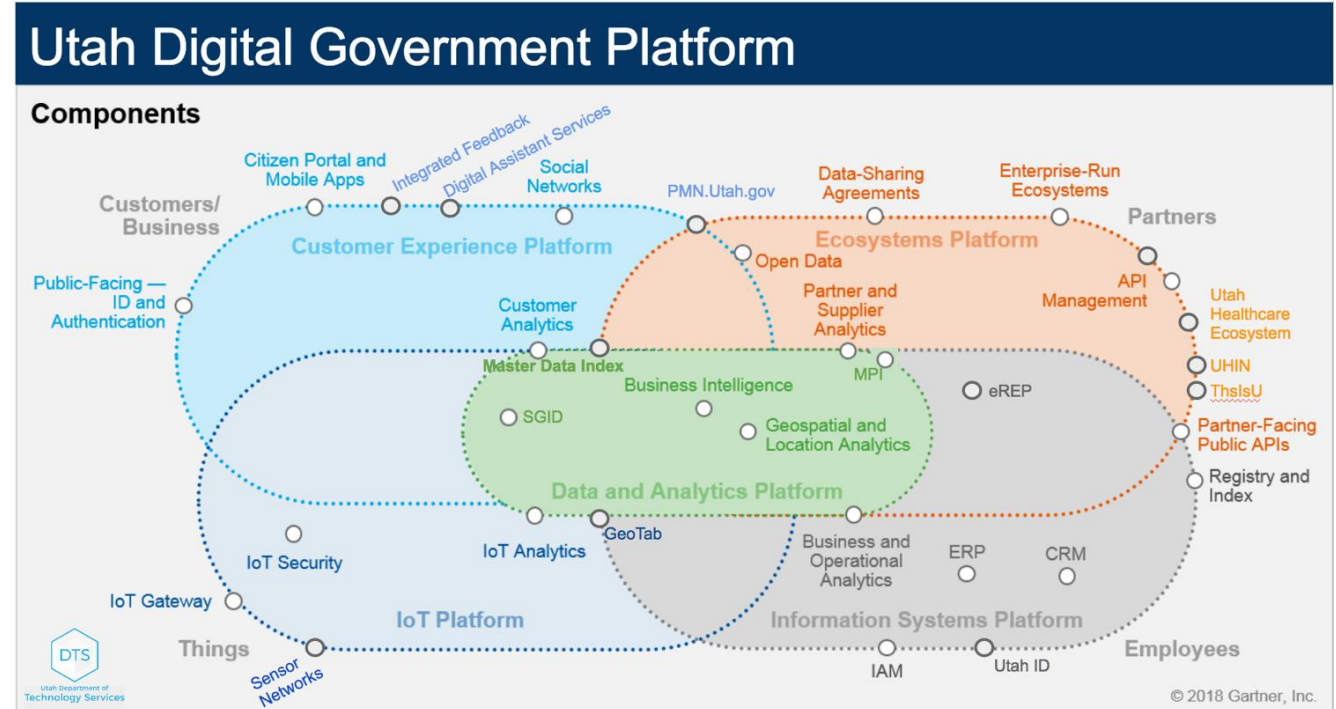 Utah Digital Government Platform
Components
Integrated Feedback
Digital Assistant Services
Citizen Portal and
Mobile Apps
Social
Networks
PMN.Utah.gov
Data-Sharing
Agreements
Enterprise-Run
Ecosystems
Customers/
Business
Partners
Customer Experience Platform
Ecosystems Platform
Open Data
API
Management
Public-Facing —
ID and
Authentication
Customer
Analytics
Partner and
Supplier
Analytics
Utah
Healthcare
Ecosystem
Master Data Index
MPI
UHIN
Business Intelligence
eREP
ThsIsU
SGID
Geospatial and
Location Analytics
Partner-Facing
Public APIs
Data and Analytics Platform
Registry and
Index
IoT Security
IoT Analytics
GeoTab
Business and
Operational
Analytics
ERP
CRM
IoT Gateway
IoT Platform
Information Systems Platform
Things
Employees
Sensor
Networks
IAM
Utah ID
DTS
Utah Department of
Technology Services
© 2018 Gartner, Inc.